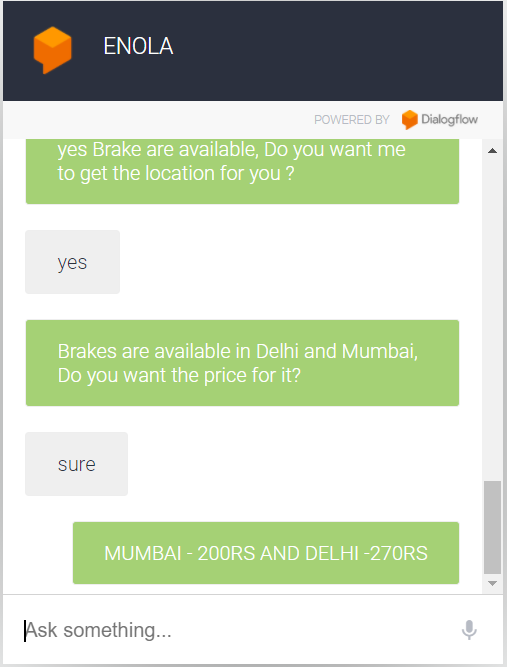 ENOLA
POWERED BY Dialogflow
yes Brake are available, Do you want me
to get the location for you ?
yes
Brakes are available in Delhi and Mumbai,
Do you want the price for it?
sure
MUMBAI - 200RS AND DELHI -270RS
Ask something...